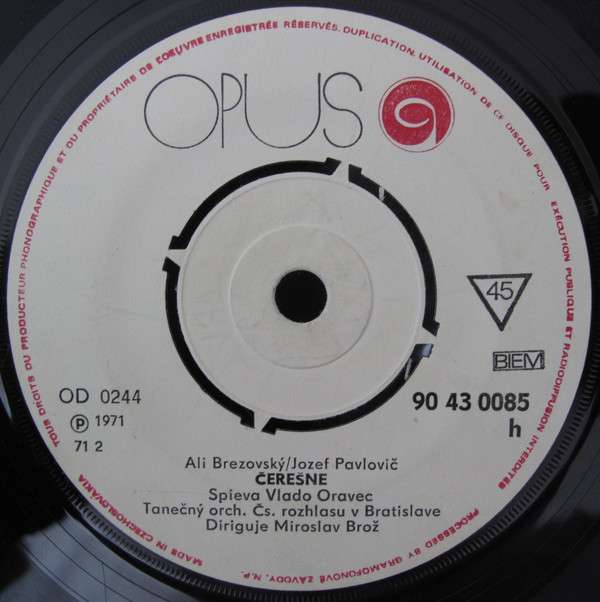 TOUS DROITS DU PRODUCTEUR PHONOGRAPHIQUE ET DU PROPRIÉTAIRE DE L'OEUVRE ENREGISTRÉE RÉSERVÉS. DUPLICATION, UTILISATION DE CE DISQUE POUR EXÉCUTION PUBLIQUE ET RADIODIFFUSION INTERDITES
OPUS
45
BIEM
OD 0244
90 43 0085
Ⓟ 1971
h
71 2
Ali Brezovský/Jozef Pavlovič
ČEREŠNE
Spieva Vlado Oravec
Tanečný orch. Čs. rozhlasu v Bratislave
Diriguje Miroslav Brož
MADE IN CZECHOSLOVAKIA
PROCESSED BY GRAMOFONOVÉ ZÁVODY, N.P.